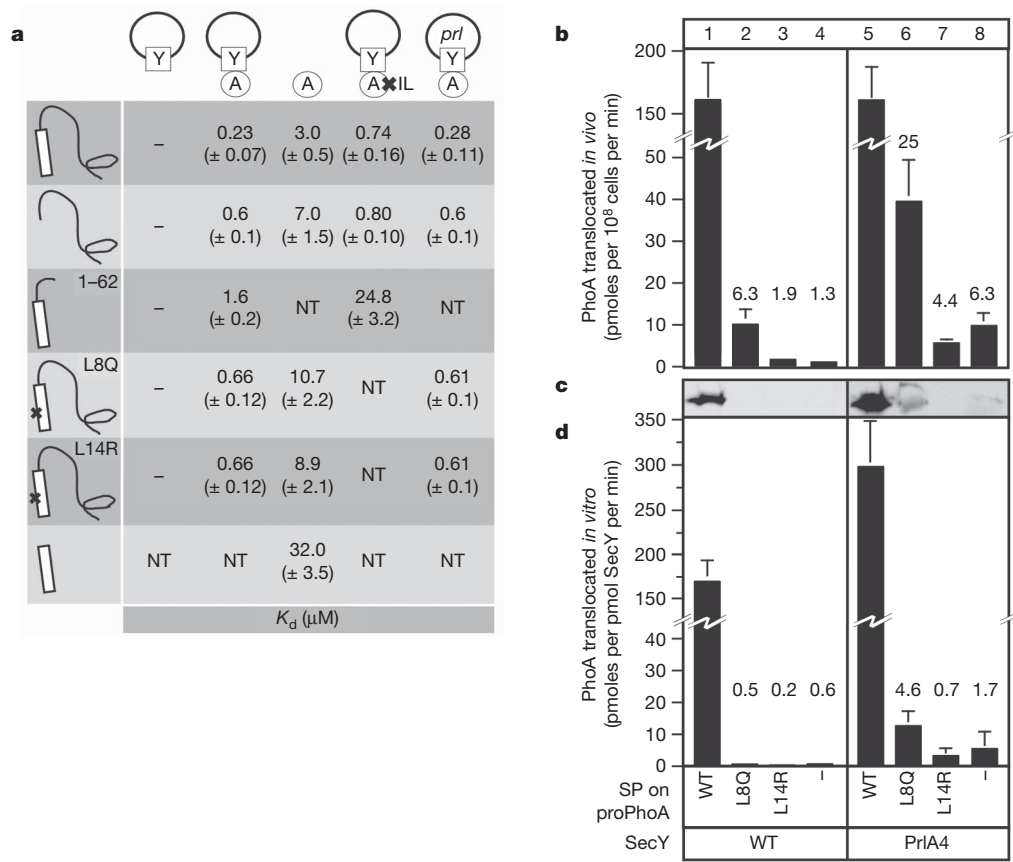 a
Y
Y
A
A
Y
A IL
prl
Y
A
–
0.23 3.0 0.74 0.28
(± 0.07) (± 0.5) (± 0.16) (± 0.11)
–
0.6 7.0 0.80 0.6
(± 0.1) (± 1.5) (± 0.10) (± 0.1)
1–62
–
1.6 NT 24.8 NT
(± 0.2) (± 3.2)
L8Q
–
0.66 10.7 NT 0.61
(± 0.12) (± 2.2) (± 0.1)
L14R
–
0.66 8.9 NT 0.61
(± 0.12) (± 2.1) (± 0.1)
NT NT 32.0 NT NT
(± 3.5)
Kd (μM)
b
1 2 3 4 5 6 7 8
PhoA translocated in vivo
(pmoles per 10⁸ cells per min)
200
150
50
40
30
20
10
0
6.3 1.9 1.3 25 4.4 6.3
c
d
PhoA translocated in vitro
(pmoles per pmol SecY per min)
350
300
250
200
150
40
30
20
10
0
0.5 0.2 0.6 4.6 0.7 1.7
SP on
proPhoA
WT L8Q L14R – WT L8Q L14R –
SecY WT PrlA4